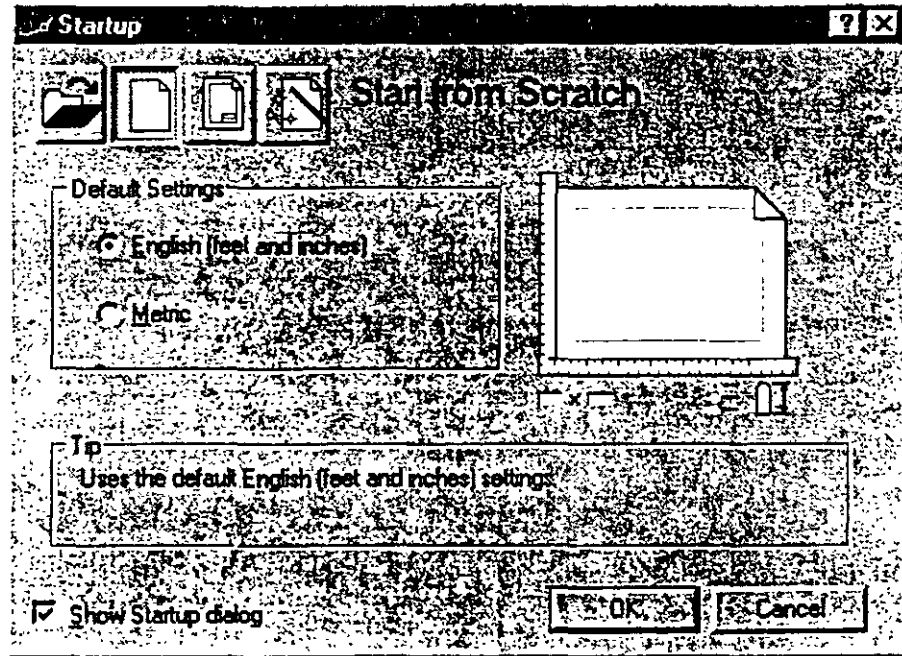 Startup
Start from Scratch
Default Settings
English (feet and inches)
Metric
Tip
Uses the default English (feet and inches) settings.
Show Startup dialog
OK
Cancel